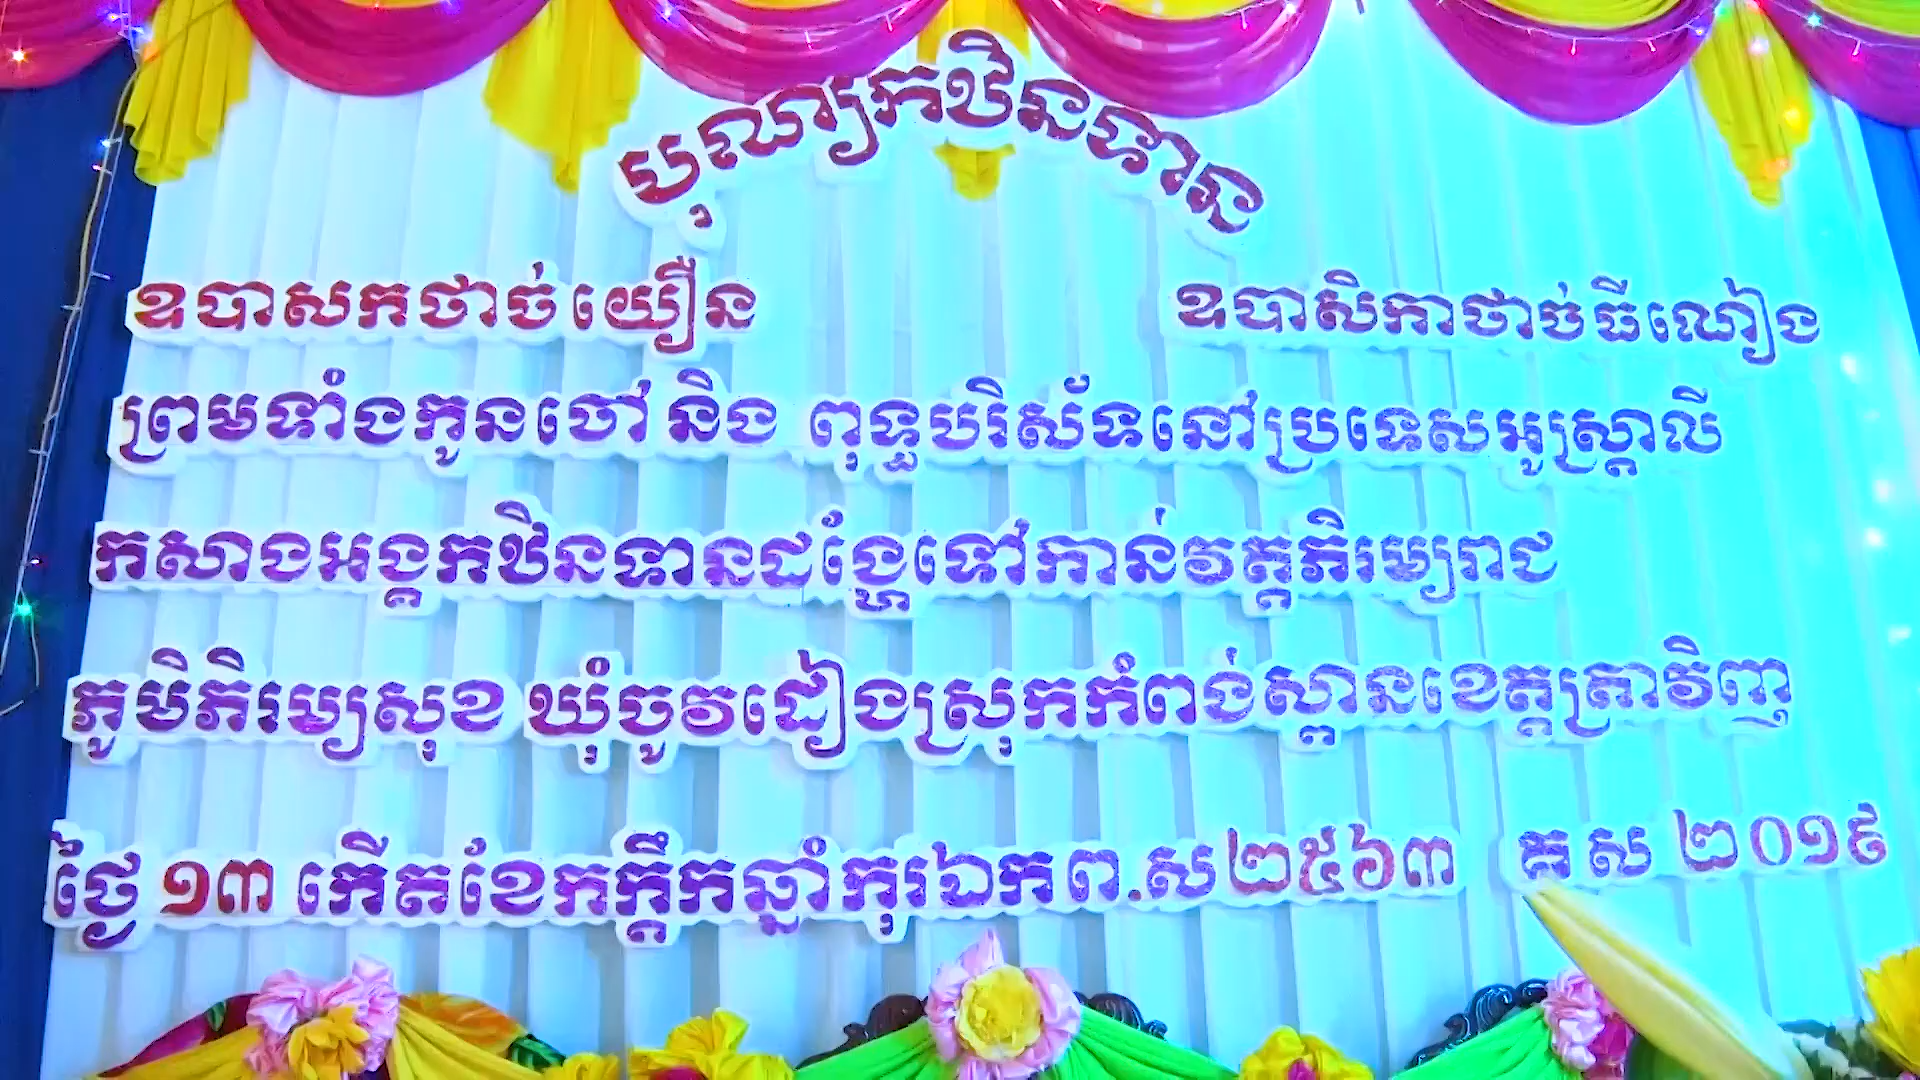 បុណ្យកឋិនទាន
ឧបាសកថាច់យឿន ឧបាសិកាថាច់ធីណៀង
ព្រមទាំងកូនចៅ និង ពុទ្ធបរិស័ទនៅប្រទេសអូស្ត្រាលី
កសាងអង្គកឋិនទានដង្ហែទៅកាន់វត្តភិរម្យរាជ
ភូមិភិរម្យសុខ ឃុំចូវដៀងស្រុកកំពង់ស្ពានខេត្តត្រាវិញ
ថ្ងៃ ១៣ កើតខែកក្តឹកឆ្នាំកុរឯកព.ស២៥៦៣ គស ២០១៩